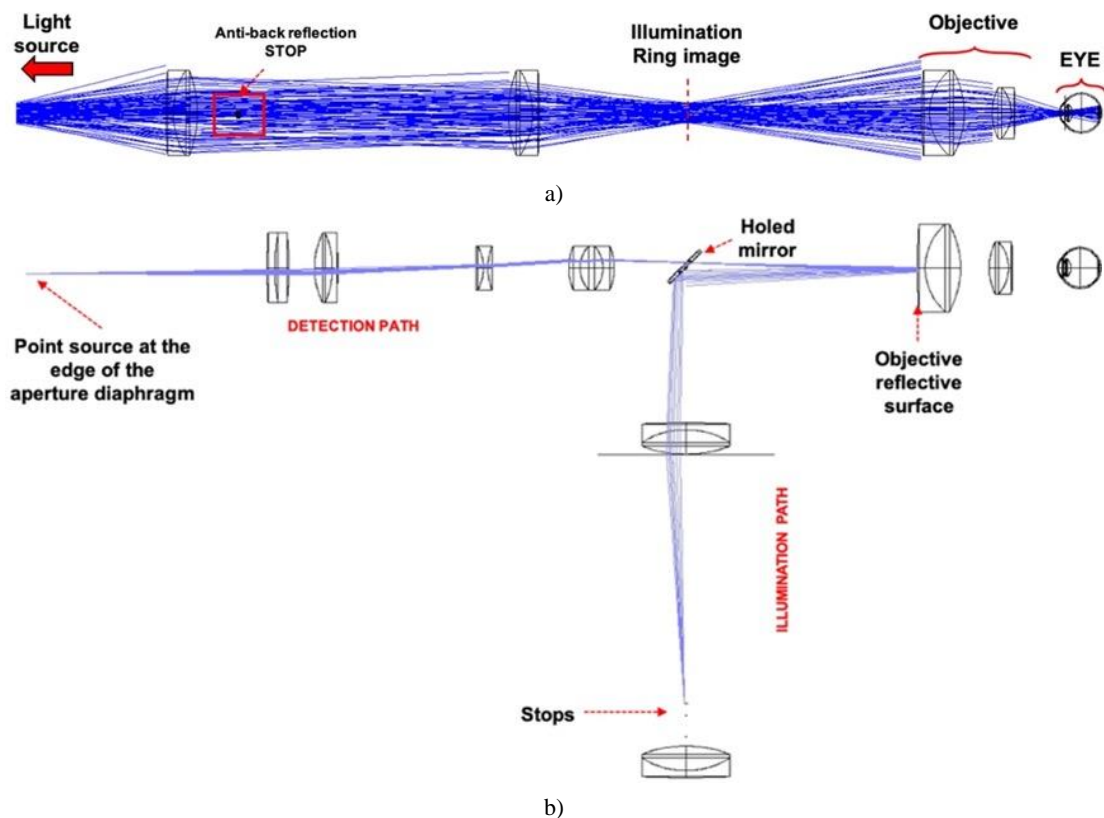 Light
source
Anti-back reflection
STOP
Illumination
Ring image
Objective
EYE
a)
Holed
mirror
DETECTION PATH
Point source at the
edge of the
aperture diaphragm
Objective
reflective
surface
ILLUMINATION PATH
Stops
b)